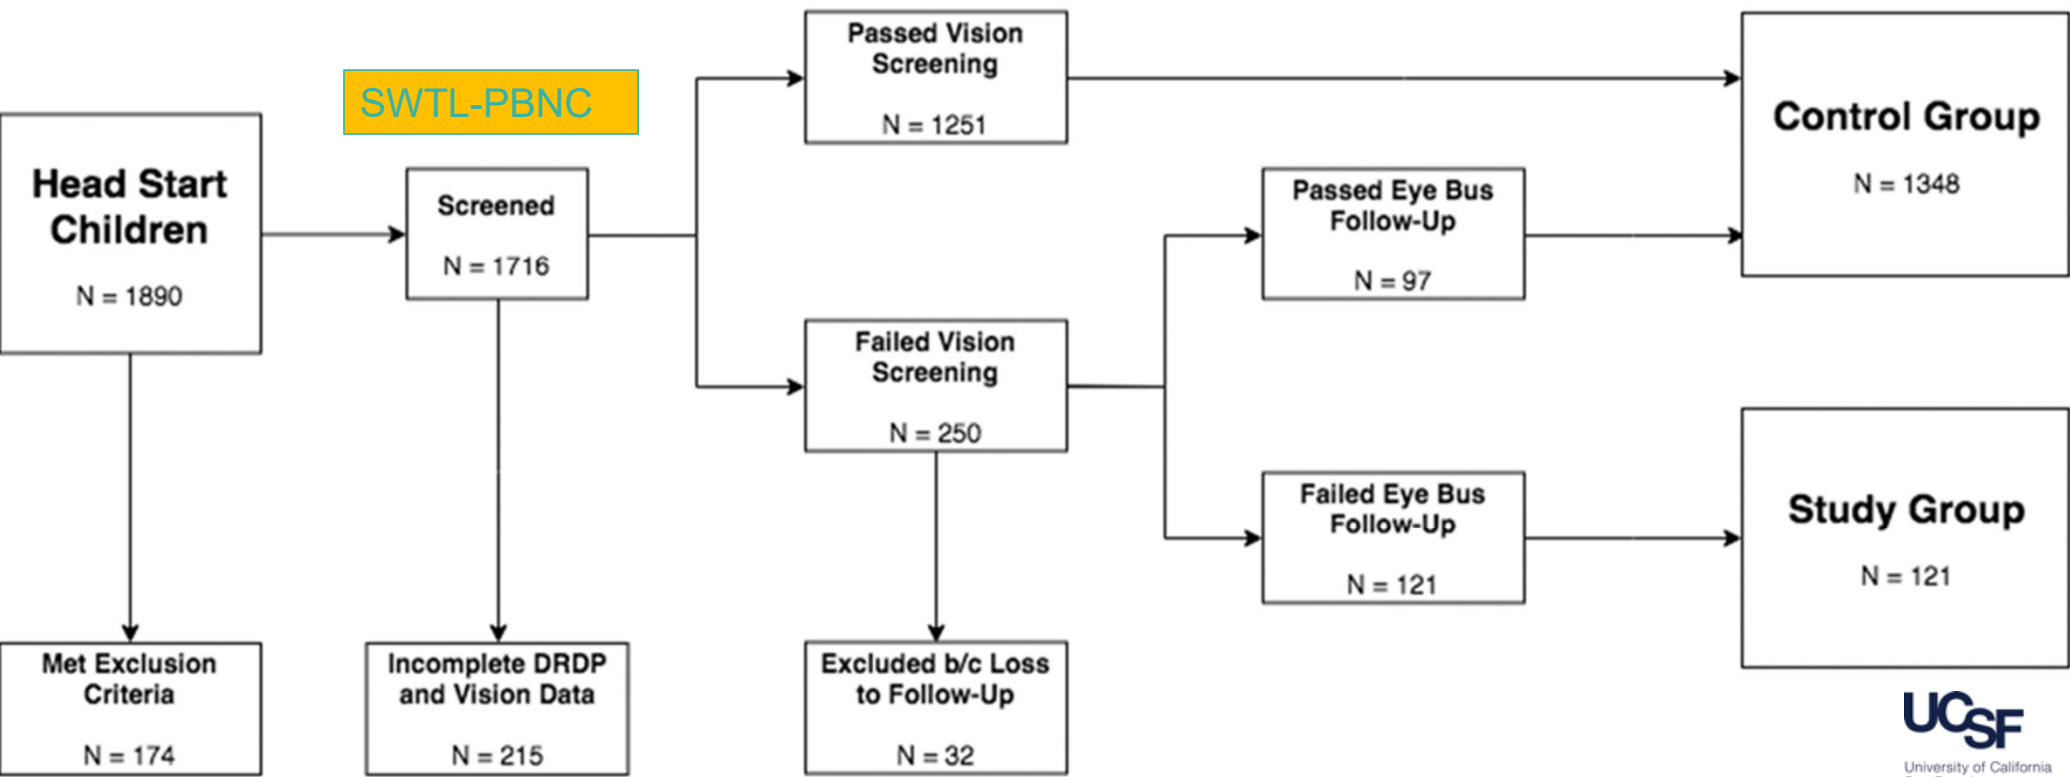 SWTL-PBNC
Head Start
Children
N = 1890
Met Exclusion
Criteria
N = 174
Screened
N = 1716
Incomplete DRDP
and Vision Data
N = 215
Passed Vision
Screening
N = 1251
Failed Vision
Screening
N = 250
Excluded b/c Loss
to Follow-Up
N = 32
Passed Eye Bus
Follow-Up
N = 97
Failed Eye Bus
Follow-Up
N = 121
Control Group
N = 1348
Study Group
N = 121
UCSF
University of California